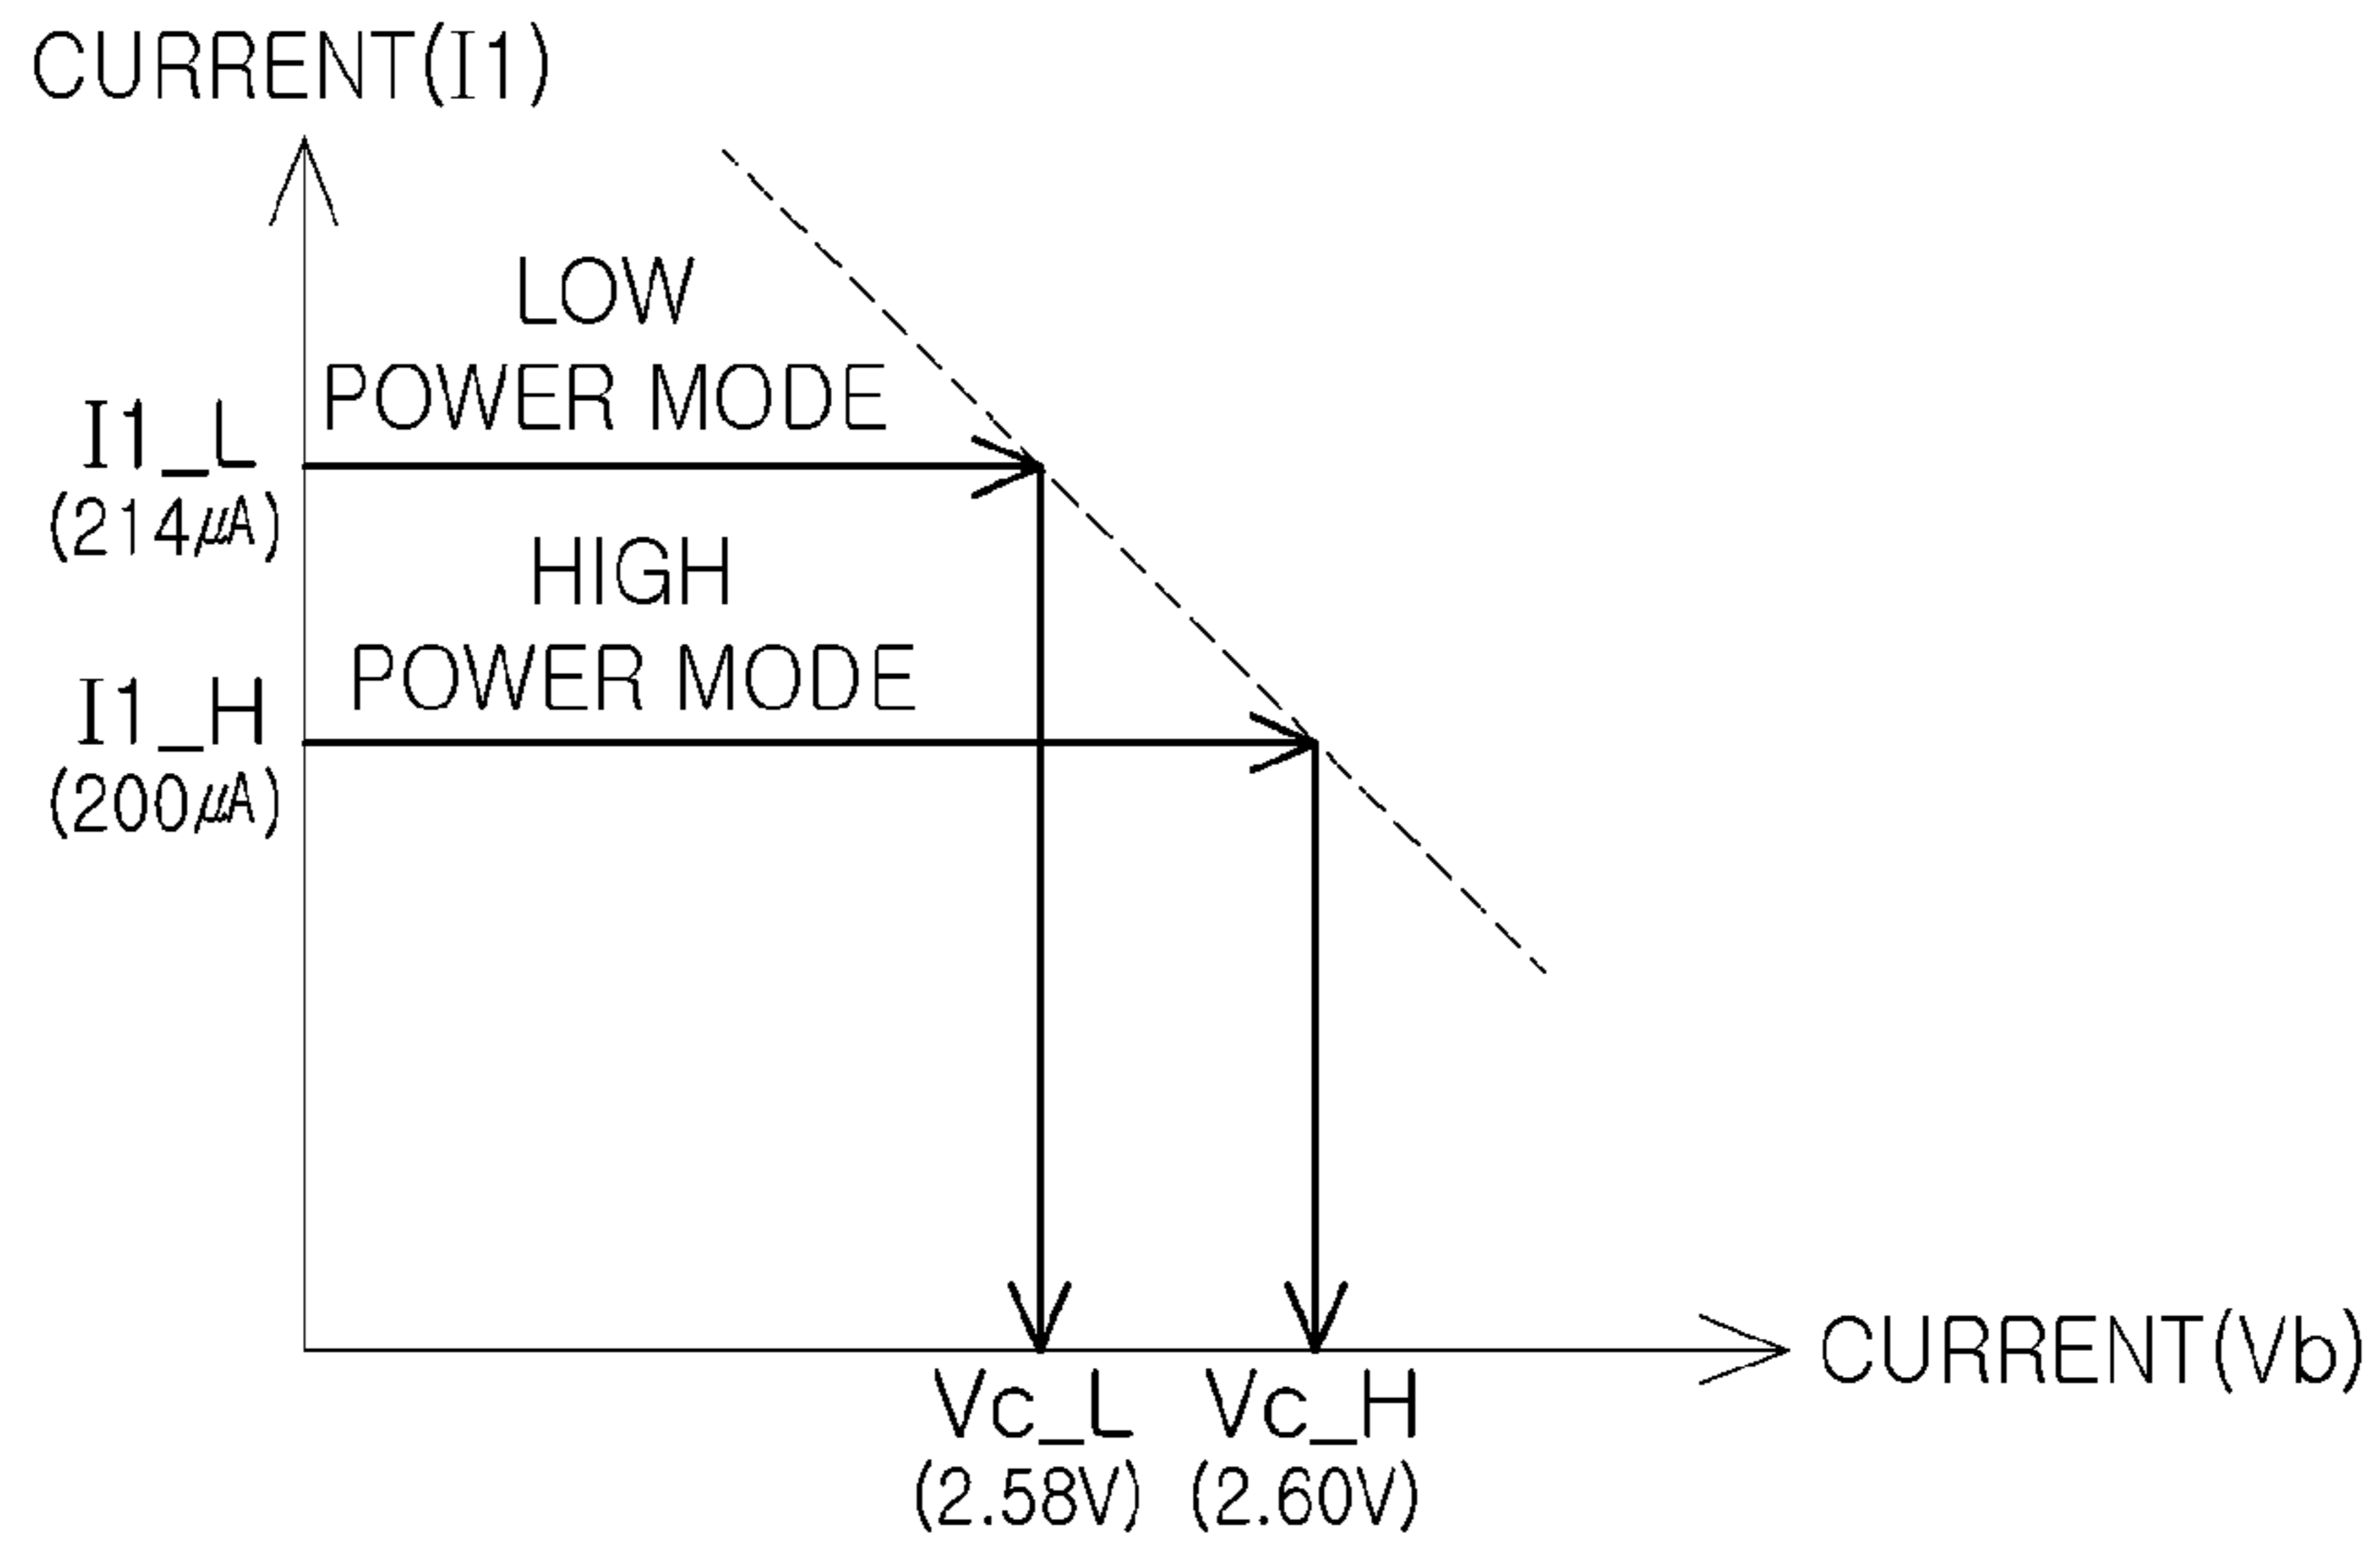 CURRENT(I1)
LOW
POWER MODE
I1_L
(214㎂)
HIGH
POWER MODE
I1_H
(200㎂)
CURRENT(Vb)
Vc_L
Vc_H
(2.58V)
(2.60V)